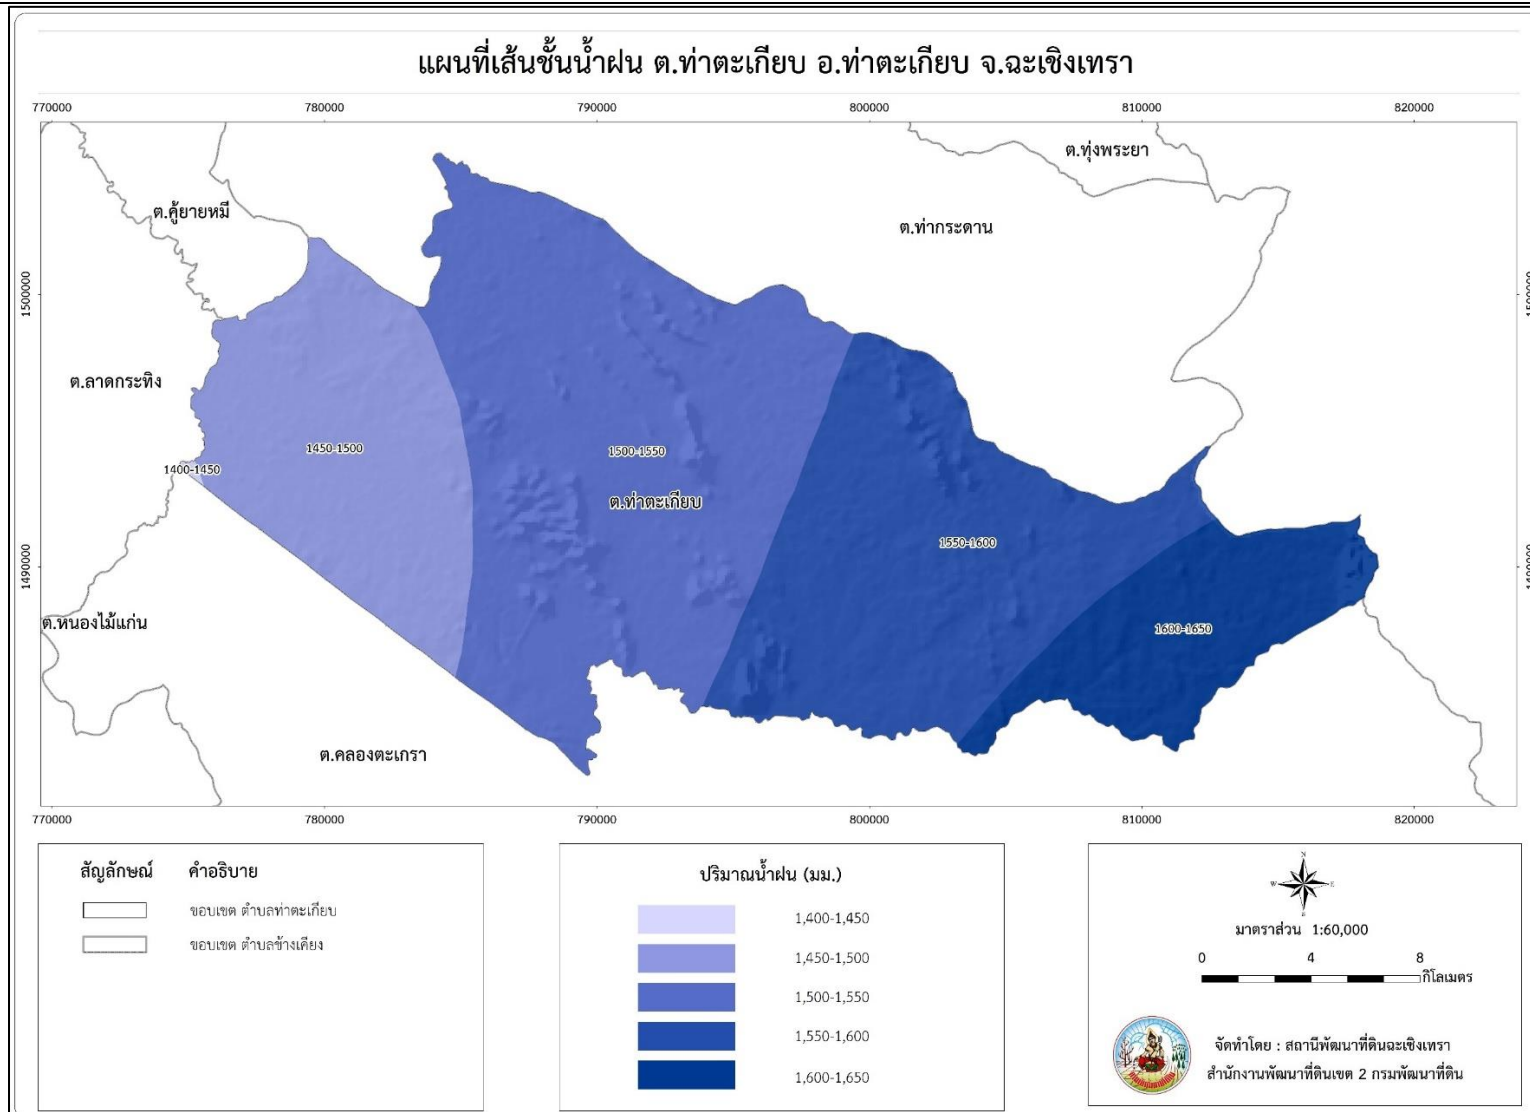 แผนที่เส้นชั้นน้ำฝน ต.ท่าตะเกียบ อ.ท่าตะเกียบ จ.ฉะเชิงเทรา
770000 780000 790000 800000 810000 820000
ต.ทุ่งพระยา
ต.คู้ยายหมี
ต.ท่ากระดาน
1500000
ต.ลาดกระทิง
1450-1500
1500-1550
1400-1450
ต.ท่าตะเกียบ
1550-1600
1490000
ต.หนองไม้แก่น
1600-1650
ต.คลองตะเกรา
770000 780000 790000 800000 810000 820000
สัญลักษณ์ คำอธิบาย
ขอบเขต ตำบลท่าตะเกียบ
ขอบเขต ตำบลข้างเคียง
ปริมาณน้ำฝน (มม.)
1,400-1,450
1,450-1,500
1,500-1,550
1,550-1,600
1,600-1,650
N
W E
S
มาตราส่วน 1:60,000
0 4 8
กิโลเมตร
จัดทำโดย : สถานีพัฒนาที่ดินฉะเชิงเทรา
สำนักงานพัฒนาที่ดินเขต 2 กรมพัฒนาที่ดิน